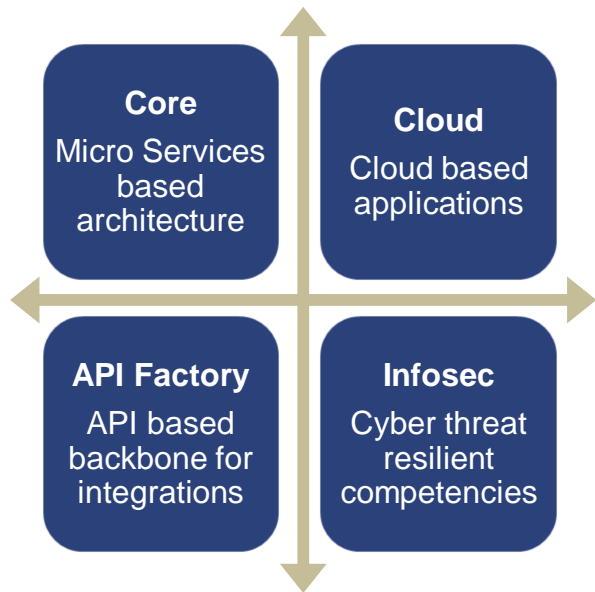 Core
Micro Services
based
architecture
Cloud
Cloud based
applications
API Factory
API based
backbone for
integrations
Infosec
Cyber threat
resilient
competencies